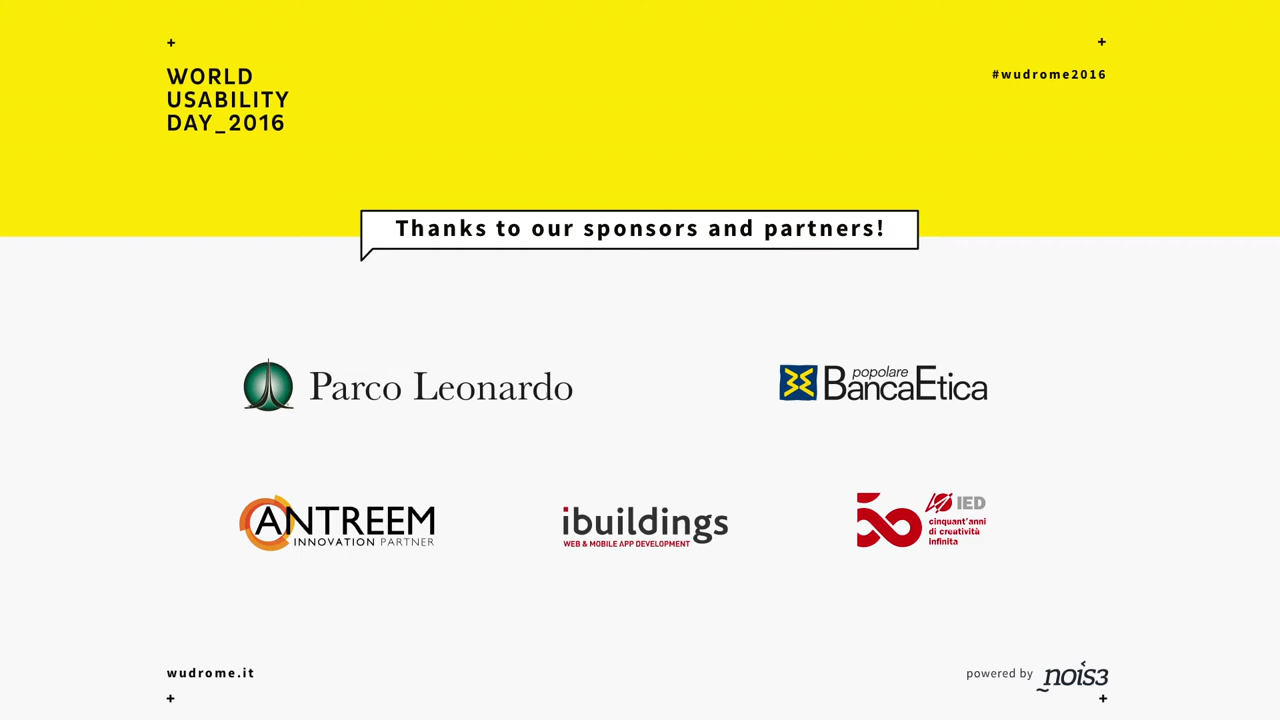 WORLD
USABILITY
DAY_2016
#wudrome2016
Thanks to our sponsors and partners!
Parco Leonardo
popolare
BancaEtica
ANTREEM
INNOVATION PARTNER
ibuildings
WEB & MOBILE APP DEVELOPMENT
50
IED
cinquant'anni
di creatività
infinita
wudrome.it
powered by nois3